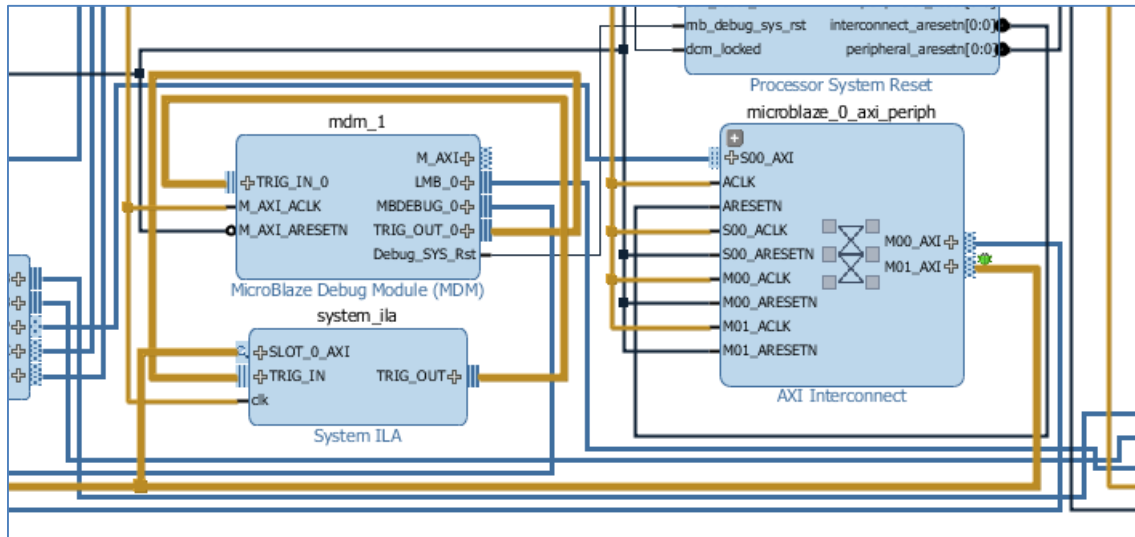 mb_debug_sys_rst
interconnect_aresetn[0:0]
dcm_locked
peripheral_aresetn[0:0]
Processor System Reset
mdm_1
TRIG_IN_0
M_AXI_ACLK
M_AXI_ARESETN
M_AXI
LMB_0
MBDEBUG_0
TRIG_OUT_0
Debug_SYS_Rst
MicroBlaze Debug Module (MDM)
system_ila
SLOT_0_AXI
TRIG_IN
clk
TRIG_OUT
System ILA
microblaze_0_axi_periph
S00_AXI
ACLK
ARESETN
S00_ACLK
S00_ARESETN
M00_ACLK
M00_ARESETN
M01_ACLK
M01_ARESETN
M00_AXI
M01_AXI
AXI Interconnect